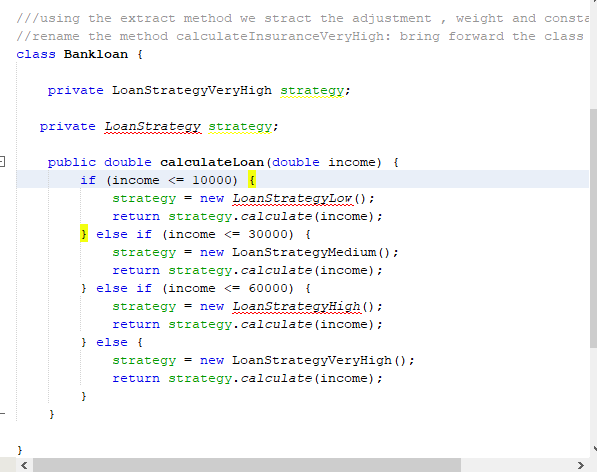 ///using the extract method we stract the adjustment , weight and consta
//rename the method calculateInsuranceVeryHigh: bring forward the class
class Bankloan {
private LoanStrategyVeryHigh strategy;
private LoanStrategy strategy;
public double calculateLoan(double income) {
if (income <= 10000) {
strategy = new LoanStrategyLow();
return strategy.calculate(income);
} else if (income <= 30000) {
strategy = new LoanStrategyMedium();
return strategy.calculate(income);
} else if (income <= 60000) {
strategy = new LoanStrategyHigh();
return strategy.calculate(income);
} else {
strategy = new LoanStrategyVeryHigh();
return strategy.calculate(income);
}
}
}